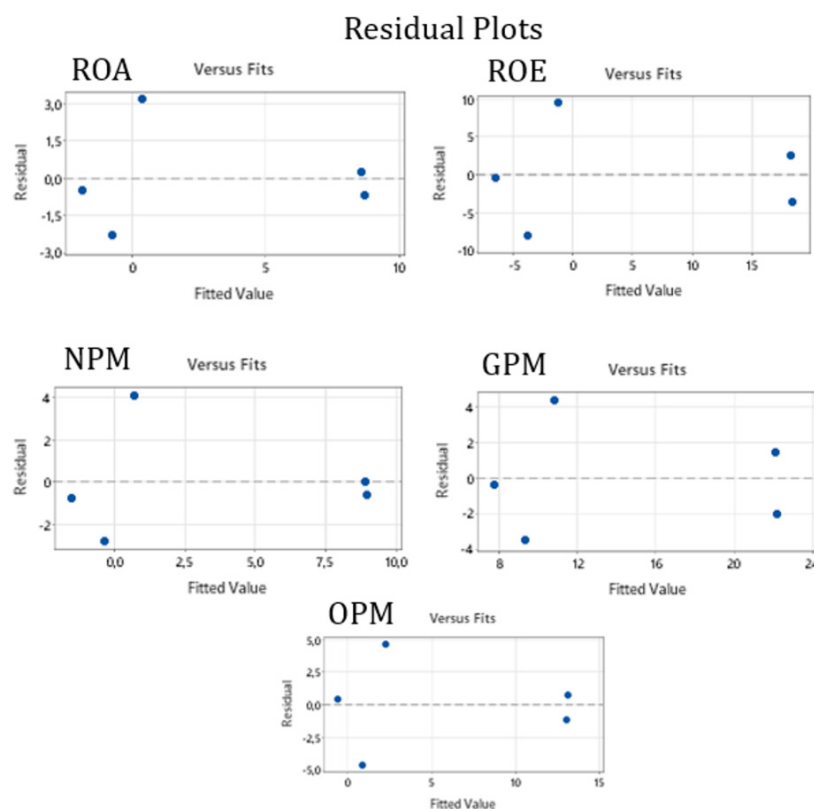 Residual Plots
ROA
Versus Fits
3,0
1,5
0,0
-1,5
-3,0
Residual
0
5
10
Fitted Value
ROE
Versus Fits
10
5
0
-5
-10
Residual
-5
0
5
10
15
Fitted Value
NPM
Versus Fits
4
2
0
-2
Residual
0,0
2,5
5,0
7,5
10,0
Fitted Value
GPM
Versus Fits
4
2
0
-2
-4
Residual
8
12
16
20
24
Fitted Value
OPM
Versus Fits
5,0
2,5
0,0
-2,5
-5,0
Residual
0
5
10
15
Fitted Value